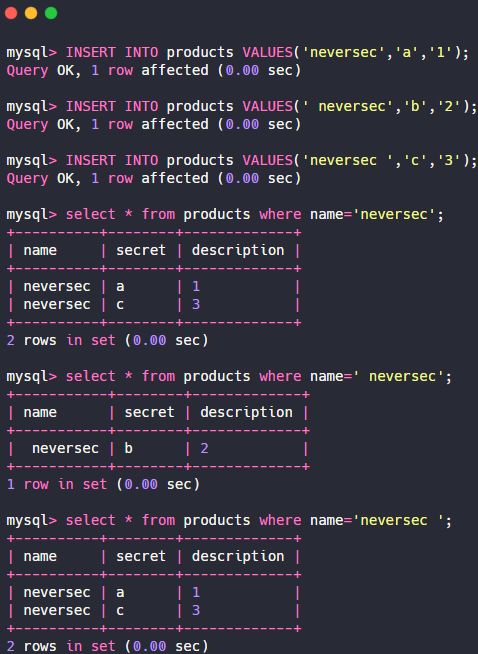 mysql> INSERT INTO products VALUES('neversec','a','1');
Query OK, 1 row affected (0.00 sec)

mysql> INSERT INTO products VALUES(' neversec','b','2');
Query OK, 1 row affected (0.00 sec)

mysql> INSERT INTO products VALUES('neversec ','c','3');
Query OK, 1 row affected (0.00 sec)

mysql> select * from products where name='neversec';
+----------+--------+-------------+
| name     | secret | description |
+----------+--------+-------------+
| neversec | a      | 1           |
| neversec | c      | 3           |
+----------+--------+-------------+
2 rows in set (0.00 sec)

mysql> select * from products where name=' neversec';
+-----------+--------+-------------+
| name      | secret | description |
+-----------+--------+-------------+
|  neversec | b      | 2           |
+-----------+--------+-------------+
1 row in set (0.00 sec)

mysql> select * from products where name='neversec ';
+----------+--------+-------------+
| name     | secret | description |
+----------+--------+-------------+
| neversec | a      | 1           |
| neversec | c      | 3           |
+----------+--------+-------------+
2 rows in set (0.00 sec)